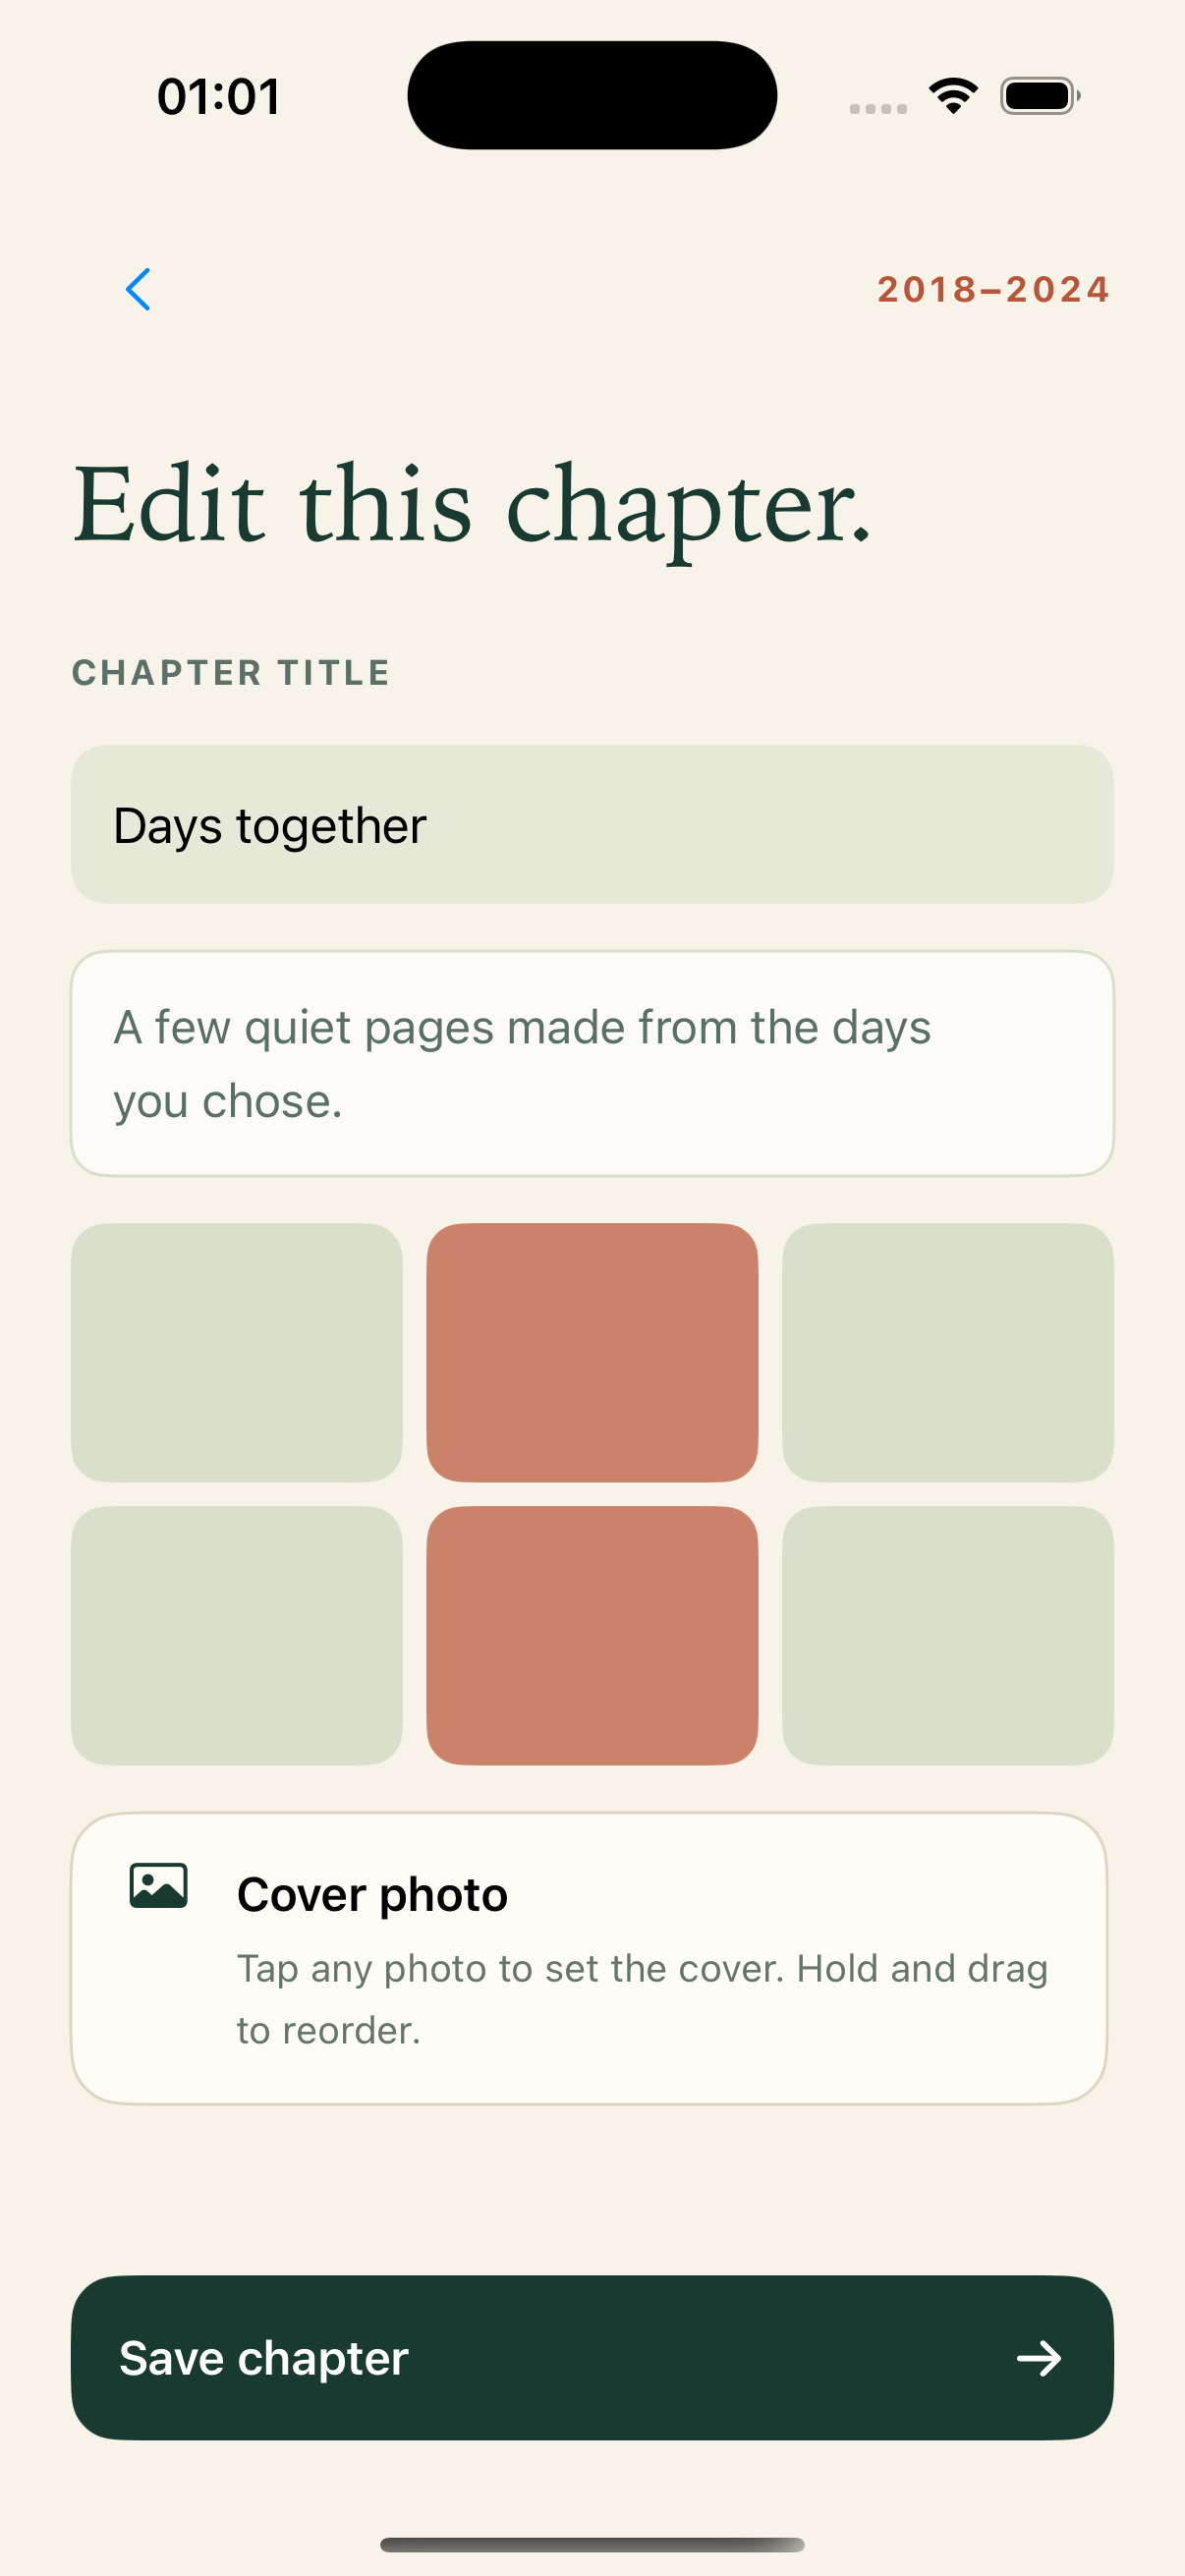 01:01
2018–2024
Edit this chapter.
CHAPTER TITLE
Days together
A few quiet pages made from the days
you chose.
Cover photo
Tap any photo to set the cover. Hold and drag
to reorder.
Save chapter